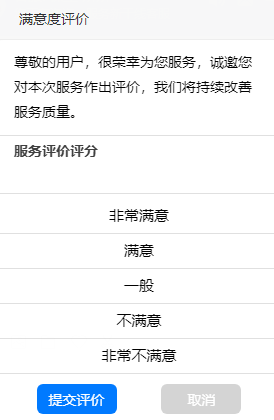 满意度评价
尊敬的用户，很荣幸为您服务，诚邀您
对本次服务作出评价，我们将持续改善
服务质量。
服务评价评分
非常满意
满意
一般
不满意
非常不满意
提交评价
取消